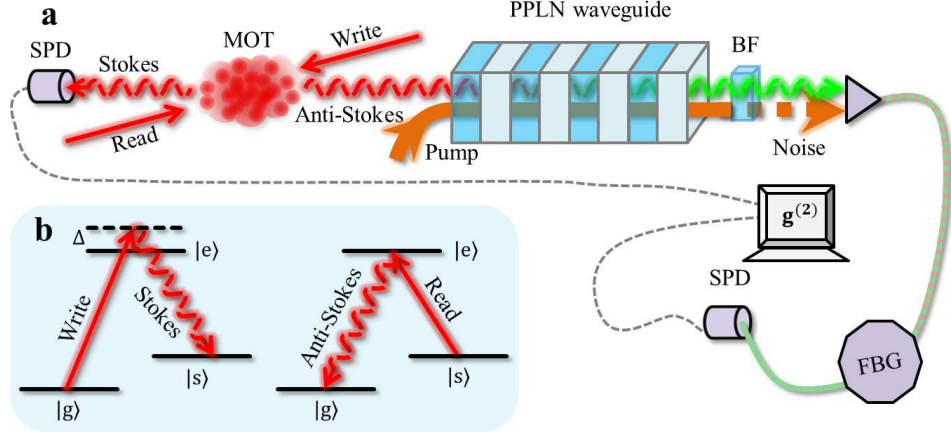 a
PPLN waveguide
SPD
MOT
Write
BF
Stokes
Anti-Stokes
Read
Pump
Noise
g(2)
SPD
FBG
b
Δ
|e⟩
|e⟩
Write
Stokes
Anti-Stokes
Read
|s⟩
|s⟩
|g⟩
|g⟩